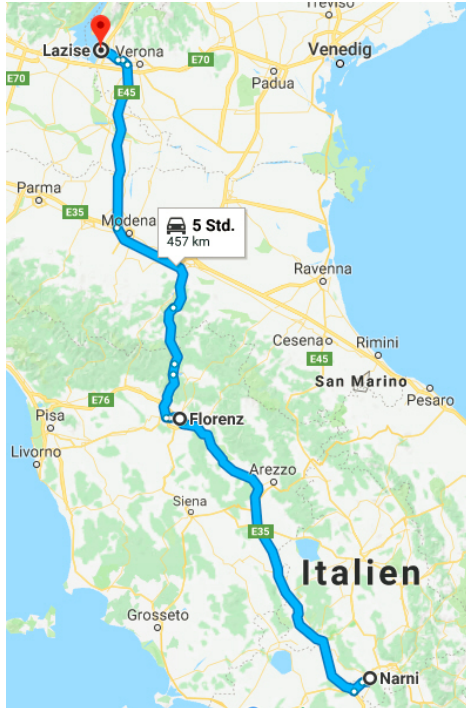 Treviso
Lazise
Verona
E70
E70
Venedig
Padua
E45
Parma
E35
Modena
5 Std.
457 km
Ravenna
Cesena
Rimini
E45
San Marino
Pesaro
E76
Florenz
Pisa
Livorno
Arezzo
Siena
E35
Italien
Grosseto
Narni